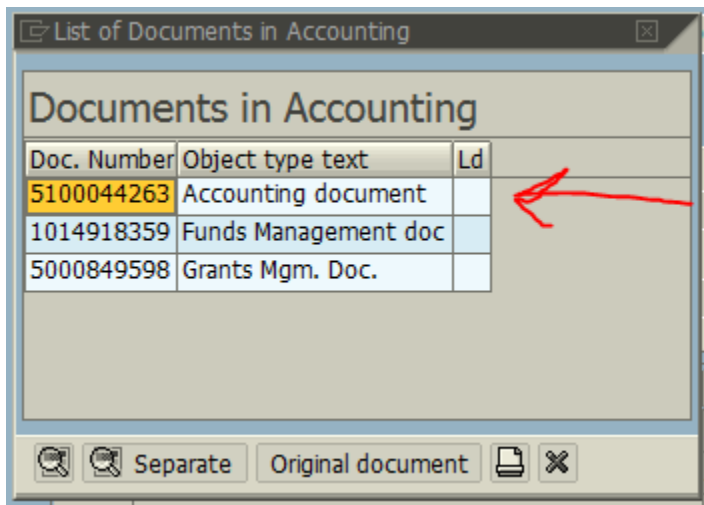 List of Documents in Accounting
Documents in Accounting
Doc. Number Object type text Ld
5100044263 Accounting document
1014918359 Funds Management doc
5000849598 Grants Mgm. Doc.
Separate Original document